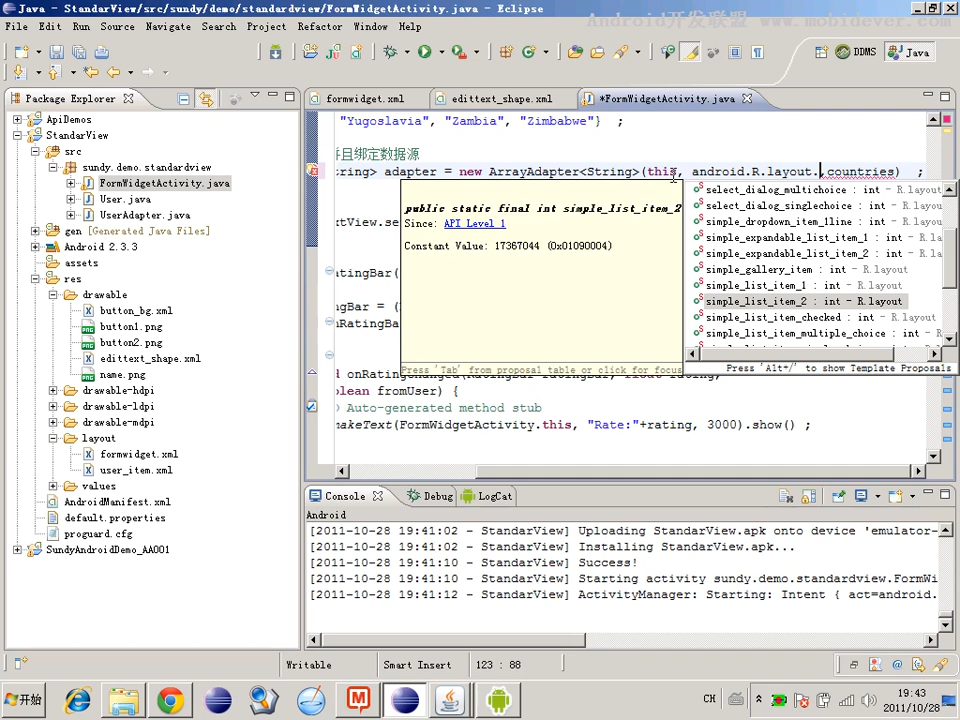 Java - StandarView/src/sundy/demo/standardview/FormWidgetActivity.java - Eclipse
Android开发联盟 www.mobidever.com
File Edit Run Source Navigate Search Project Refactor Window Help
DDMS Java
Package Explorer
ApiDemos
StandarView
src
sundy.demo.standardview
FormWidgetActivity.java
User.java
UserAdapter.java
gen [Generated Java Files]
Android 2.3.3
assets
res
drawable
button_bg.xml
button1.png
button2.png
edittext_shape.xml
name.png
drawable-hdpi
drawable-ldpi
drawable-mdpi
layout
formwidget.xml
user_item.xml
values
AndroidManifest.xml
default.properties
proguard.cfg
SundyAndroidDemo_AA001
formwidget.xml edittext_shape.xml *FormWidgetActivity.java
"Yugoslavia", "Zambia", "Zimbabwe"} ;
并且绑定数据源
tring> adapter = new ArrayAdapter<String>(this, android.R.layout.,countries) ;
tView.se
public static final int simple_list_item_2
Since: API Level 1
Constant Value: 17367044 (0x01090004)
Press 'Tab' from proposal table or click for focus
select_dialog_multichoice : int - R.layout
select_dialog_singlechoice : int - R.layout
simple_dropdown_item_1line : int - R.layout
simple_expandable_list_item_1 : int - R.layout
simple_expandable_list_item_2 : int - R.layout
simple_gallery_item : int - R.layout
simple_list_item_1 : int - R.layout
simple_list_item_2 : int - R.layout
simple_list_item_checked : int - R.layout
simple_list_item_multiple_choice : int - R.layout
Press 'Alt+/' to show Template Proposals
atingBar(
ngBar = (
nRatingBa
d onRatingChanged(RatingBar ratingBar, float rating,
olean fromUser) {
Auto-generated method stub
makeText(FormWidgetActivity.this, "Rate:"+rating, 3000).show() ;
Console Debug LogCat
Android
[2011-10-28 19:41:02 - StandarView] Uploading StandarView.apk onto device 'emulator-
[2011-10-28 19:41:02 - StandarView] Installing StandarView.apk...
[2011-10-28 19:41:10 - StandarView] Success!
[2011-10-28 19:41:10 - StandarView] Starting activity sundy.demo.standardview.FormWi
[2011-10-28 19:41:12 - StandarView] ActivityManager: Starting: Intent { act=android.
Writable Smart Insert 123 : 88
开始
CH
19:43
2011/10/28